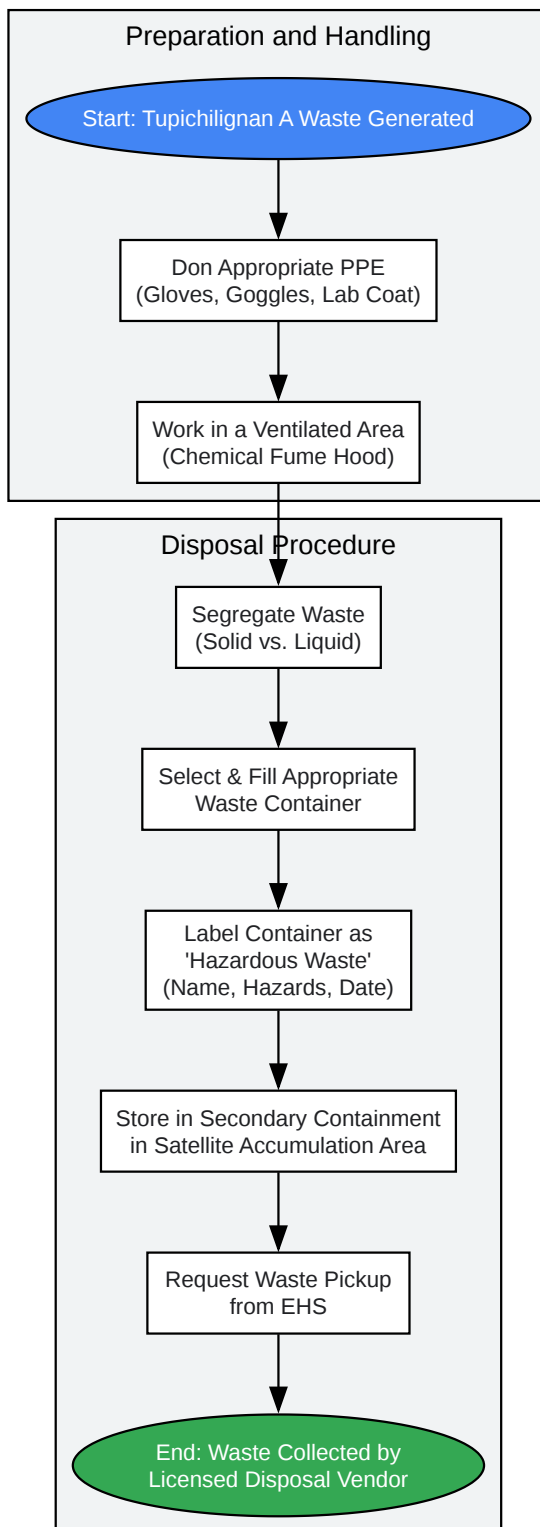 Preparation and Handling
Start: Tupichilignan A Waste Generated
Don Appropriate PPE
(Gloves, Goggles, Lab Coat)
Work in a Ventilated Area
(Chemical Fume Hood)
Disposal Procedure
Segregate Waste
(Solid vs. Liquid)
Select & Fill Appropriate
Waste Container
Label Container as
'Hazardous Waste'
(Name, Hazards, Date)
Store in Secondary Containment
in Satellite Accumulation Area
Request Waste Pickup
from EHS
End: Waste Collected by
Licensed Disposal Vendor